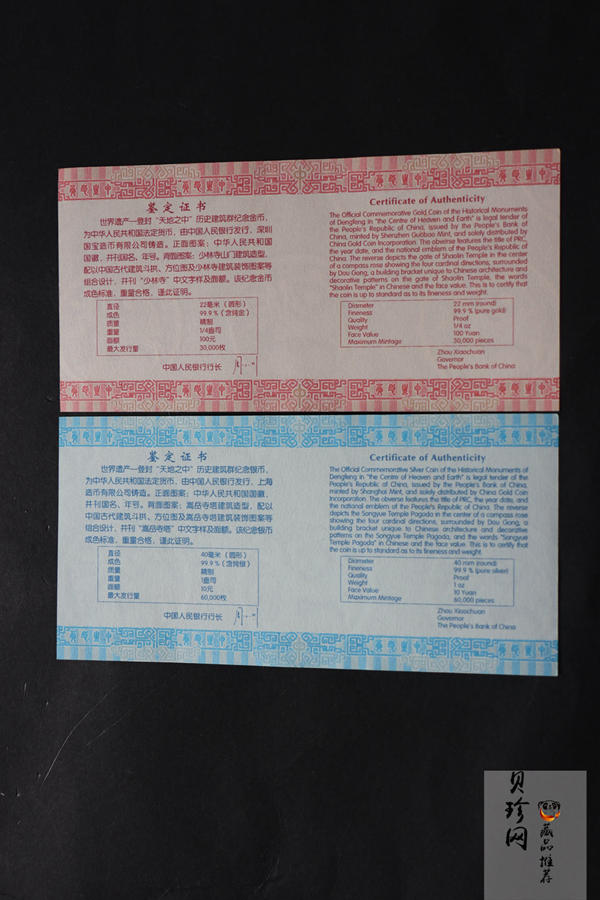 鉴定证书
世界遗产—登封“天地之中”历史建筑群纪念金币，
为中华人民共和国法定货币，由中国人民银行发行，深圳
国宝造币有限公司铸造。正面图案：中华人民共和国国
徽，并刊国名、年号。背面图案：少林寺山门建筑造型，
配以中国古代建筑斗拱、方位图及少林寺建筑装饰图案等
组合设计，并刊“少林寺”中文字样及面额。该纪念金币
成色标准，重量合格，谨此证明。
直径 22毫米（圆形）
成色 99.9％（含纯金）
质量 精制
重量 1/4盎司
面额 100元
最大发行量 30,000枚
中国人民银行行长
Certificate of Authenticity
The Official Commemorative Gold Coin of the Historical Monuments
of Dengfeng in "the Centre of Heaven and Earth" is legal tender of
the People's Republic of China, issued by the People's Bank of
China, minted by Shenzhen Guobao Mint, and solely distributed by
China Gold Coin Incorporation. The obverse features the title of PRC,
the year date, and the national emblem of the People's Republic of
China. The reverse depicts the gate of Shaolin Temple in the center
of a compass rose showing the four cardinal directions, surrounded
by Dou Gong, a building bracket unique to Chinese architecture and
decorative patterns on the gate of Shaolin Temple, the words
"Shaolin Temple" in Chinese and the face value. This is to certify that
the coin is up to standard as to its fineness and weight.
Diameter 22 mm (round)
Fineness 99.9 % (pure gold)
Quality Proof
Weight 1/4 oz
Face Value 100 Yuan
Maximum Mintage 30,000 pieces
Zhou Xiaochuan
Governor
The People's Bank of China
鉴定证书
世界遗产—登封“天地之中”历史建筑群纪念银币，
为中华人民共和国法定货币，由中国人民银行发行，上海
造币有限公司铸造。正面图案：中华人民共和国国徽，
并刊国名、年号。背面图案：嵩岳寺塔建筑造型，配以
中国古代建筑斗拱、方位图及嵩岳寺塔建筑装饰图案等
组合设计，并刊“嵩岳寺塔”中文字样及面额。该纪念银币
成色标准，重量合格，谨此证明。
直径 40毫米（圆形）
成色 99.9％（含纯银）
质量 精制
重量 1盎司
面额 10元
最大发行量 60,000枚
中国人民银行行长
Certificate of Authenticity
The Official Commemorative Silver Coin of the Historical Monuments of
Dengfeng in "the Centre of Heaven and Earth" is legal tender of the
People's Republic of China, issued by the People's Bank of China,
minted by Shanghai Mint, and solely distributed by China Gold Coin
Incorporation. The obverse features the title of PRC, the year date, and
the national emblem of the People's Republic of China. The reverse
depicts the Songyue Temple Pagoda in the center of a compass rose
showing the four cardinal directions, surrounded by Dou Gong, a
building bracket unique to Chinese architecture and decorative
patterns on the Songyue Temple Pagoda, and the words "Songyue
Temple Pagoda" in Chinese and the face value. This is to certify that
the coin is up to standard as to its fineness and weight.
Diameter 40 mm (round)
Fineness 99.9 % (pure silver)
Quality Proof
Weight 1 oz
Face Value 10 Yuan
Maximum Mintage 60,000 pieces
Zhou Xiaochuan
Governor
The People's Bank of China
贝珍网
藏品推荐